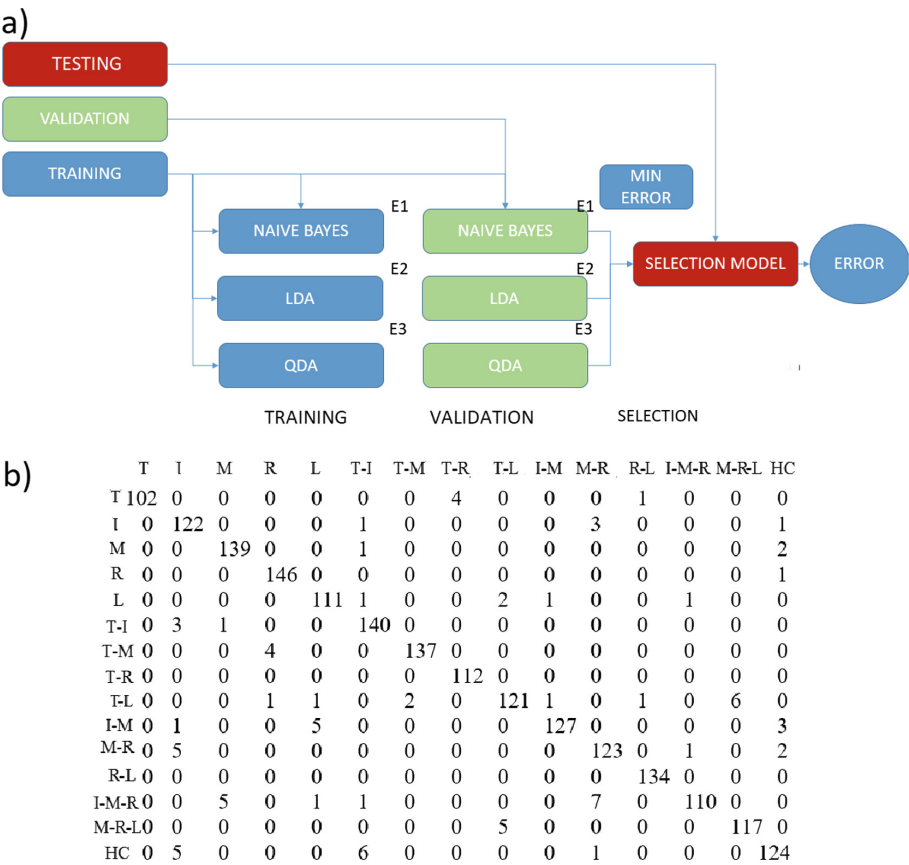 a)
TESTING
VALIDATION
TRAINING
MIN ERROR
E1
E1
NAIVE BAYES
NAIVE BAYES
SELECTION MODEL
ERROR
E2
E2
LDA
LDA
E3
E3
QDA
QDA
TRAINING VALIDATION SELECTION
b)
T I M R L T-I T-M T-R T-L I-M M-R R-L I-M-R M-R-L HC
T 102 0 0 0 0 0 0 4 0 0 0 1 0 0 0
I 0 122 0 0 0 1 0 0 0 0 3 0 0 0 1
M 0 0 139 0 0 1 0 0 0 0 0 0 0 0 2
R 0 0 0 146 0 0 0 0 0 0 0 0 0 0 1
L 0 0 0 0 111 1 0 0 2 1 0 0 1 0 0
T-I 0 3 1 0 0 140 0 0 0 0 0 0 0 0 0
T-M 0 0 0 4 0 0 137 0 0 0 0 0 0 0 0
T-R 0 0 0 0 0 0 0 112 0 0 0 0 0 0 0
T-L 0 0 0 1 1 0 2 0 121 1 0 1 0 6 0
I-M 0 1 0 0 5 0 0 0 0 127 0 0 0 0 3
M-R 0 5 0 0 0 0 0 0 0 0 123 0 1 0 2
R-L 0 0 0 0 0 0 0 0 0 0 0 134 0 0 0
I-M-R 0 0 5 0 1 1 0 0 0 0 7 0 110 0 0
M-R-L 0 0 0 0 0 0 0 0 5 0 0 0 0 117 0
HC 0 5 0 0 0 6 0 0 0 0 1 0 0 0 124